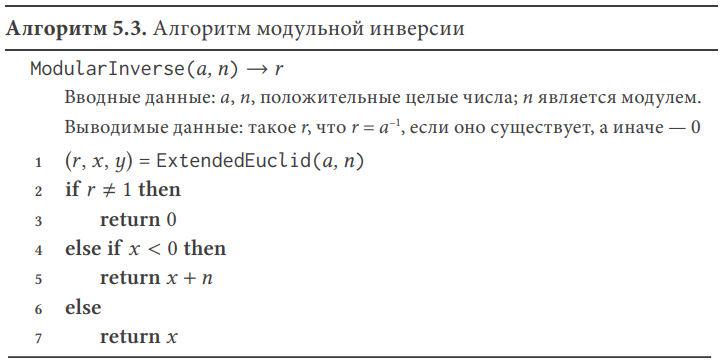 Алгоритм 5.3. Алгоритм модульной инверсии
ModularInverse(a, n) → r
Вводные данные: a, n, положительные целые числа; n является модулем.
Выводимые данные: такое r, что r = a⁻¹, если оно существует, а иначе — 0
1 (r, x, y) = ExtendedEuclid(a, n)
2 if r ≠ 1 then
3 return 0
4 else if x < 0 then
5 return x + n
6 else
7 return x